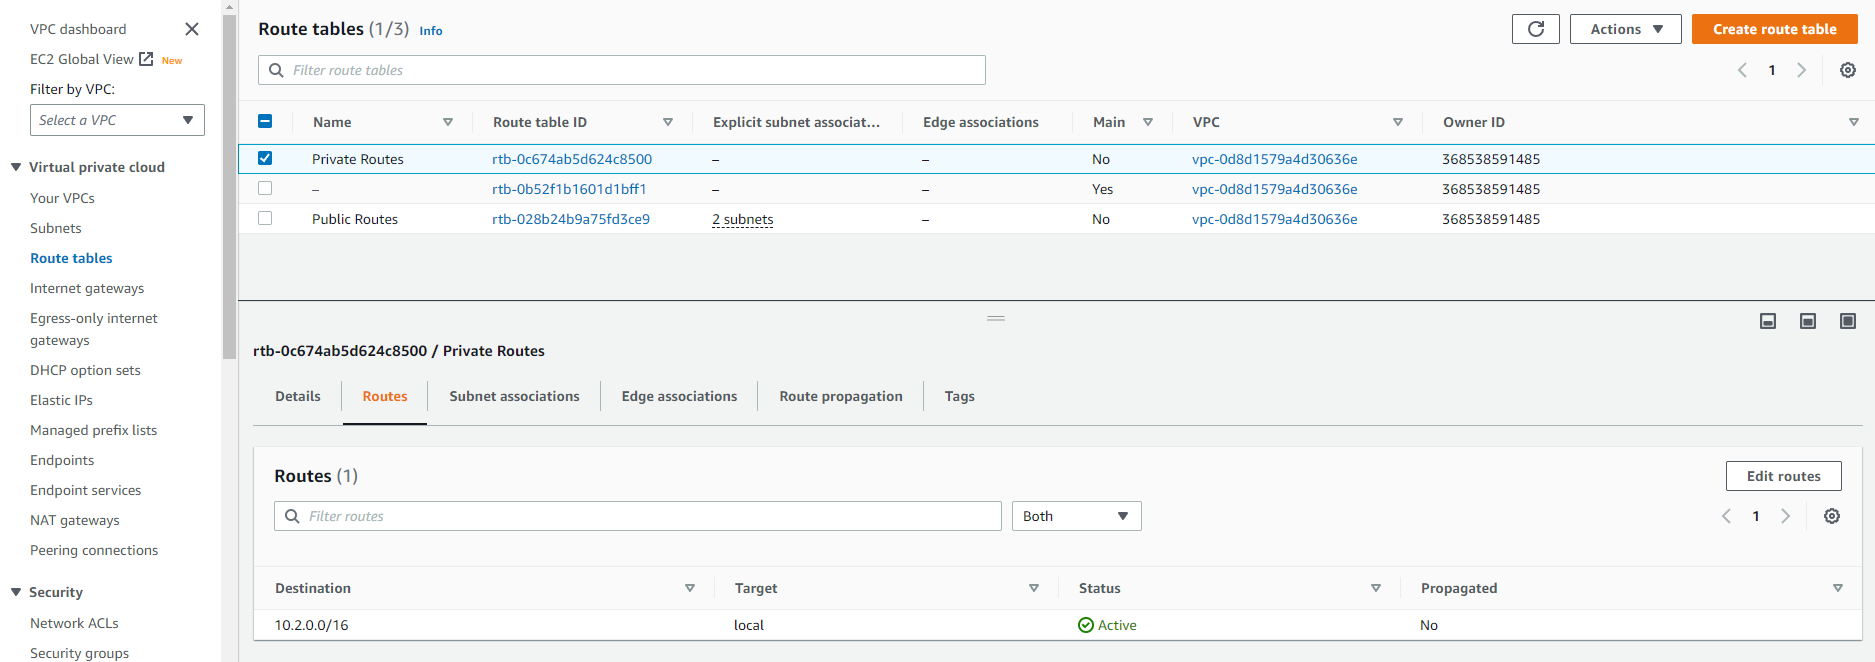 VPC dashboard
EC2 Global View New
Filter by VPC:
Select a VPC
Virtual private cloud
Your VPCs
Subnets
Route tables
Internet gateways
Egress-only internet
gateways
DHCP option sets
Elastic IPs
Managed prefix lists
Endpoints
Endpoint services
NAT gateways
Peering connections
Security
Network ACLs
Security groups
Route tables (1/3) Info
Actions
Create route table
Filter route tables
1
Name Route table ID Explicit subnet associat... Edge associations Main VPC Owner ID
Private Routes rtb-0c674ab5d624c8500 – – No vpc-0d8d1579a4d30636e 368538591485
– rtb-0b52f1b1601d1bff1 – – Yes vpc-0d8d1579a4d30636e 368538591485
Public Routes rtb-028b24b9a75fd3ce9 2 subnets – No vpc-0d8d1579a4d30636e 368538591485
rtb-0c674ab5d624c8500 / Private Routes
Details Routes Subnet associations Edge associations Route propagation Tags
Routes (1)
Edit routes
Filter routes
Both
1
Destination Target Status Propagated
10.2.0.0/16 local Active No